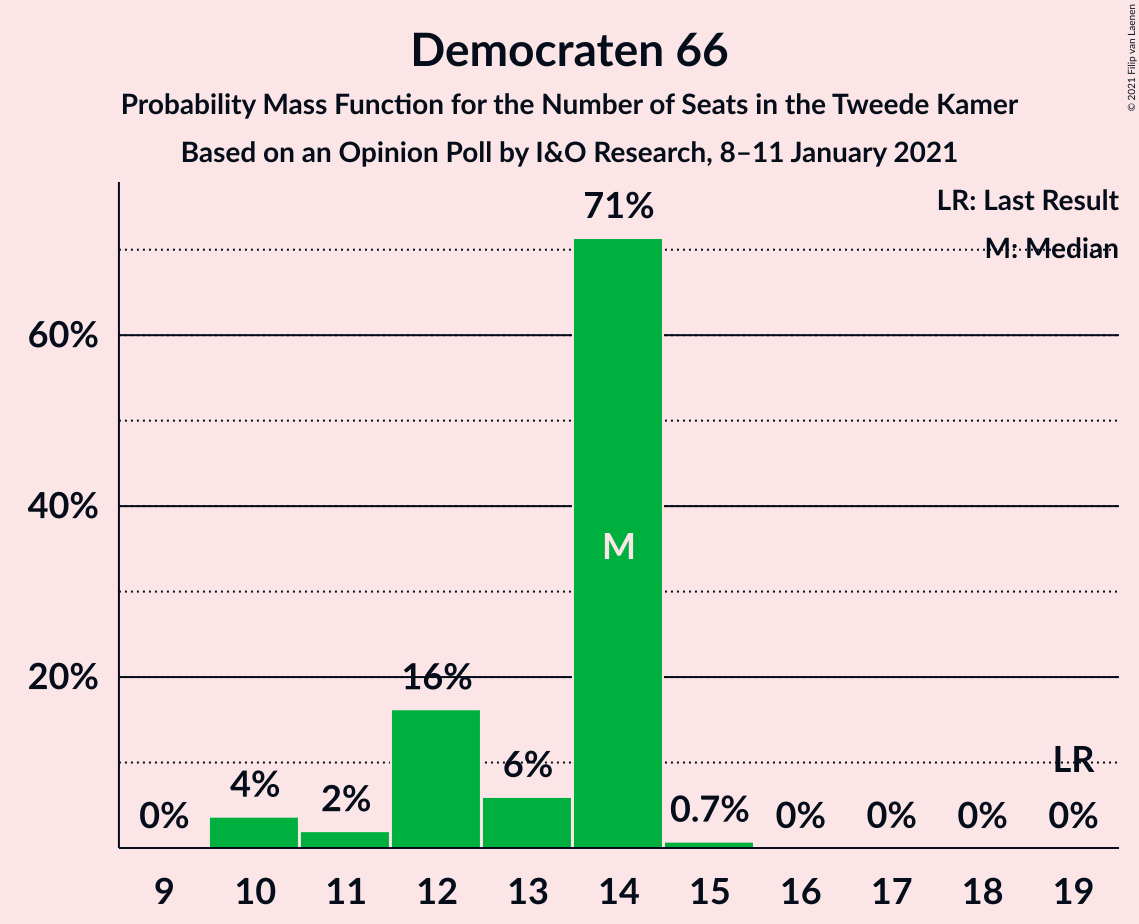 Democraten 66
Probability Mass Function for the Number of Seats in the Tweede Kamer
Based on an Opinion Poll by I&O Research, 8–11 January 2021
© 2021 Filip van Laenen
LR: Last Result
M: Median
71%
60%
40%
M
20%
16%
6%
LR
4%
2%
0.7%
0%
0%
0%
0%
0%
9 10 11 12 13 14 15 16 17 18 19